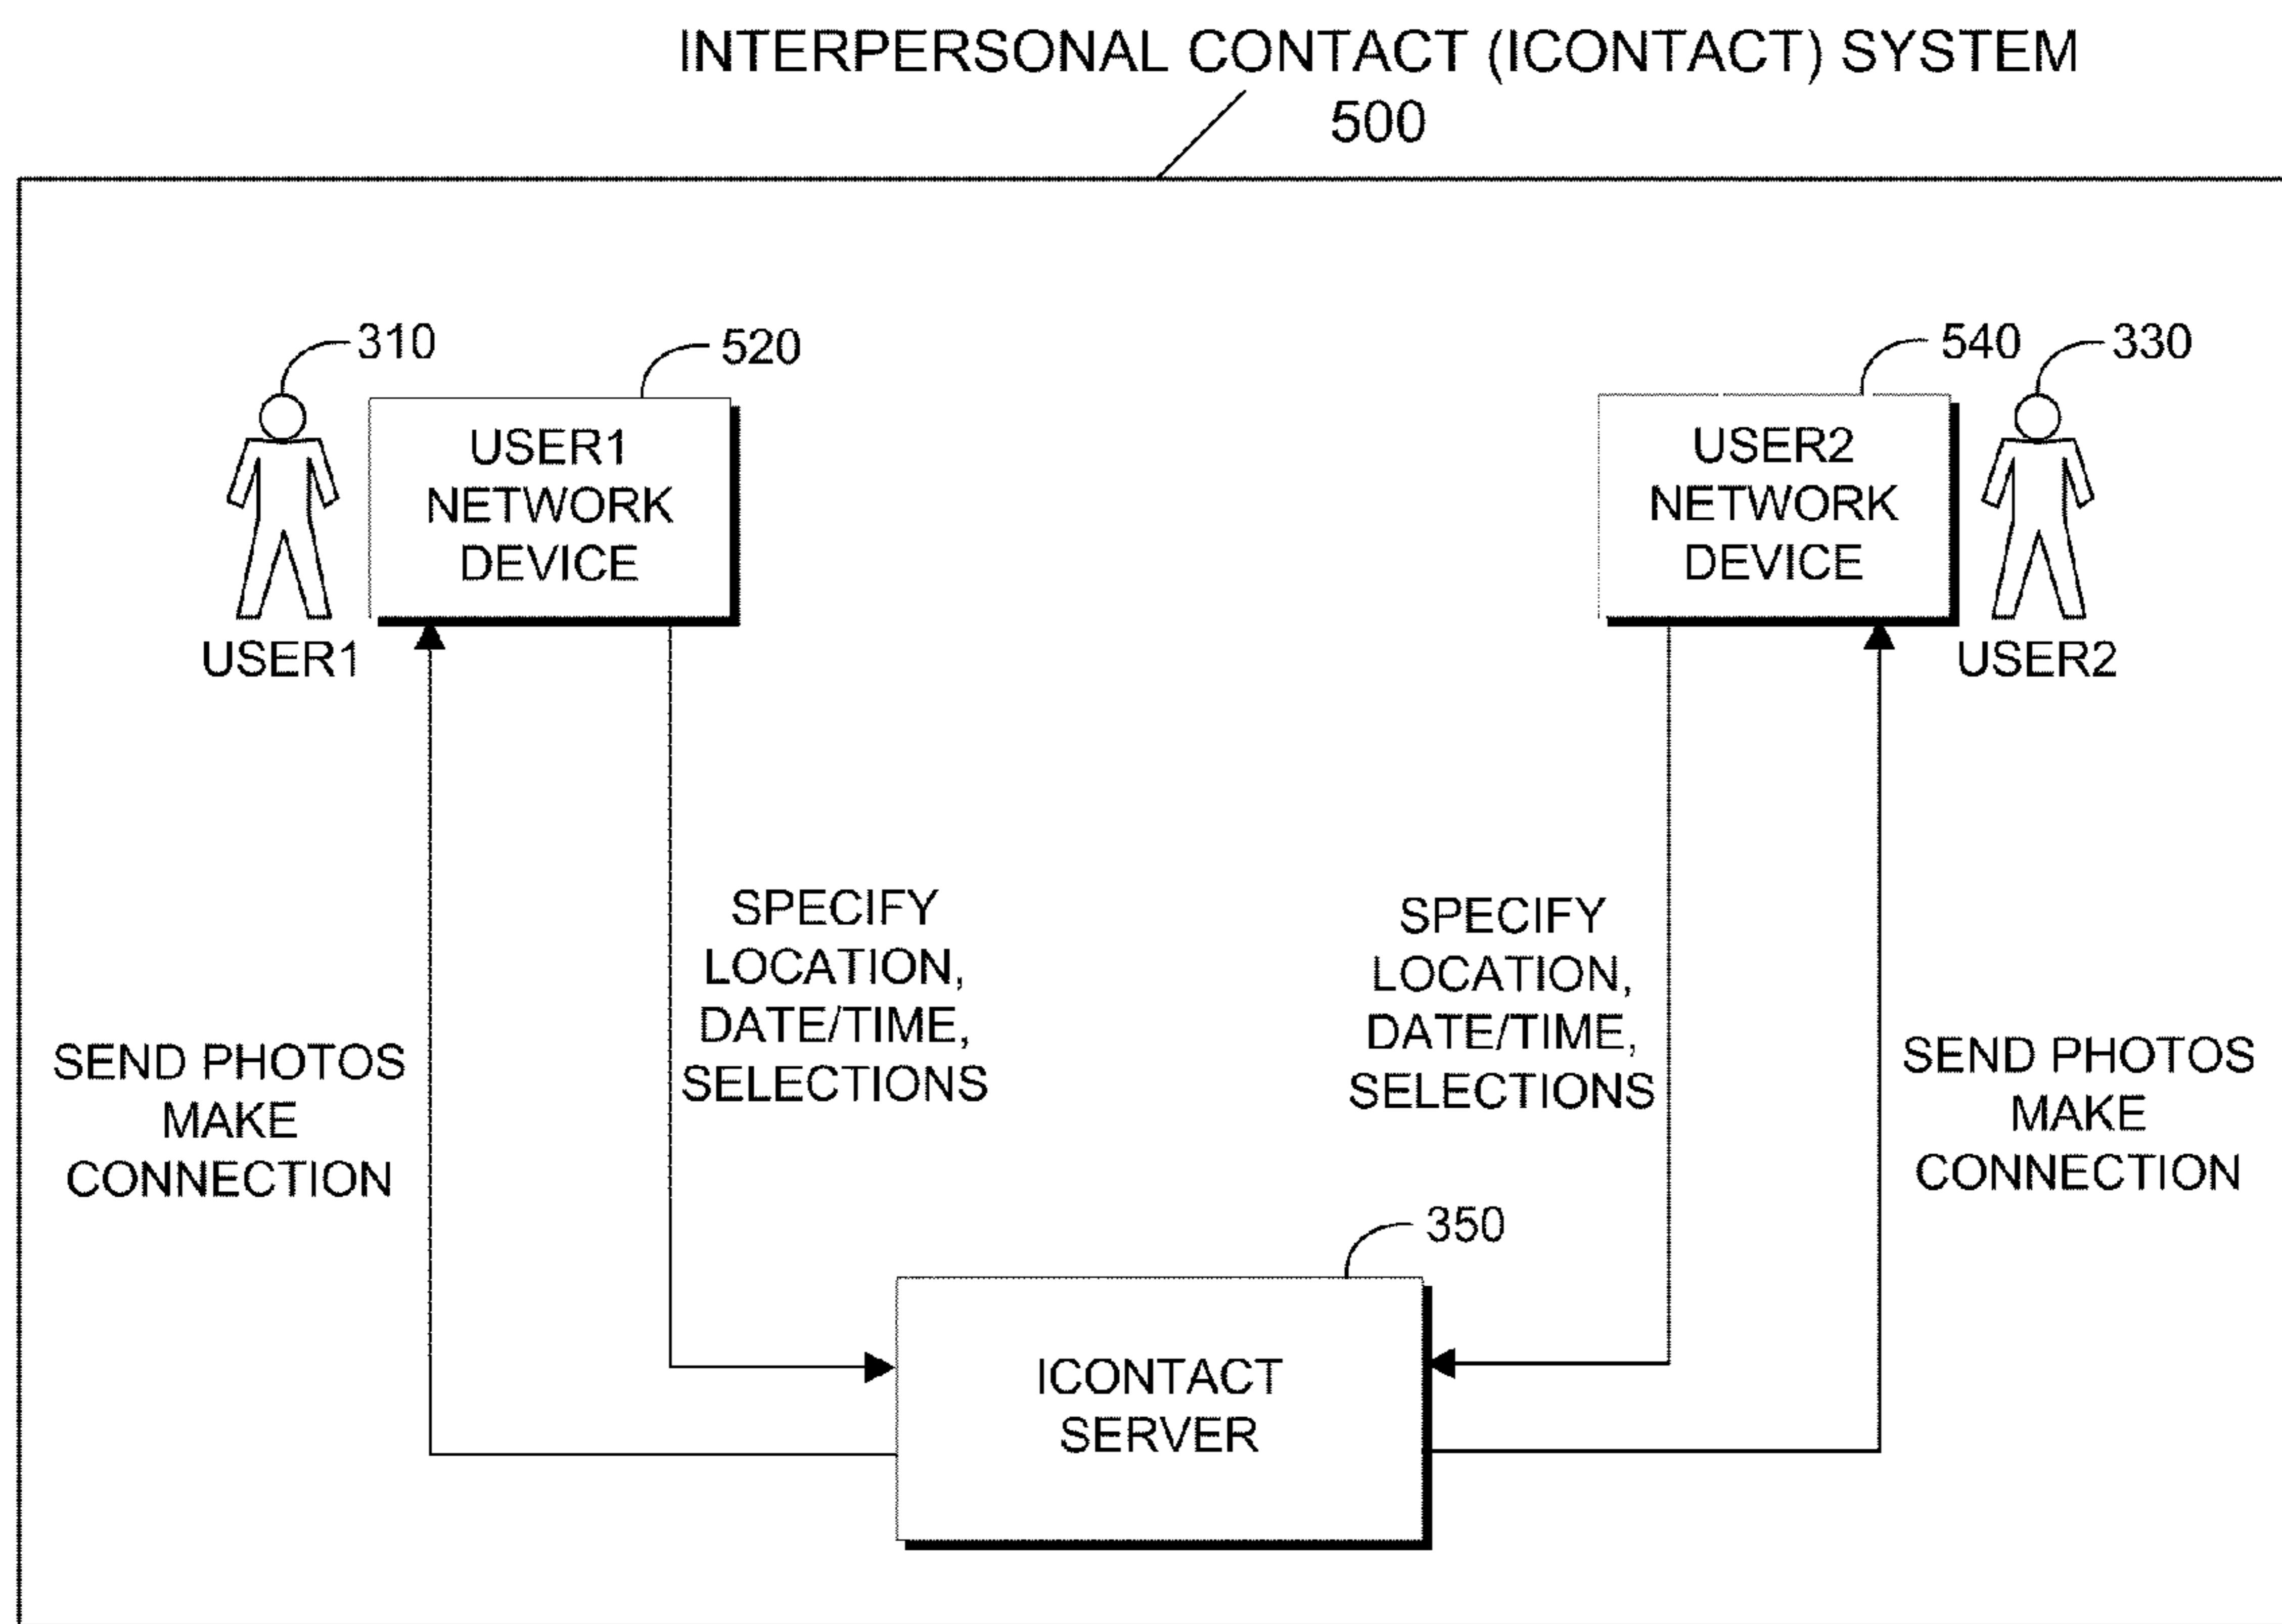 INTERPERSONAL CONTACT (ICONTACT) SYSTEM
500
310
520
540
330
USER1
NETWORK
DEVICE
USER2
NETWORK
DEVICE
USER1
USER2
SPECIFY
LOCATION,
DATE/TIME,
SELECTIONS
SPECIFY
LOCATION,
DATE/TIME,
SELECTIONS
SEND PHOTOS
MAKE
CONNECTION
SEND PHOTOS
MAKE
CONNECTION
350
ICONTACT
SERVER